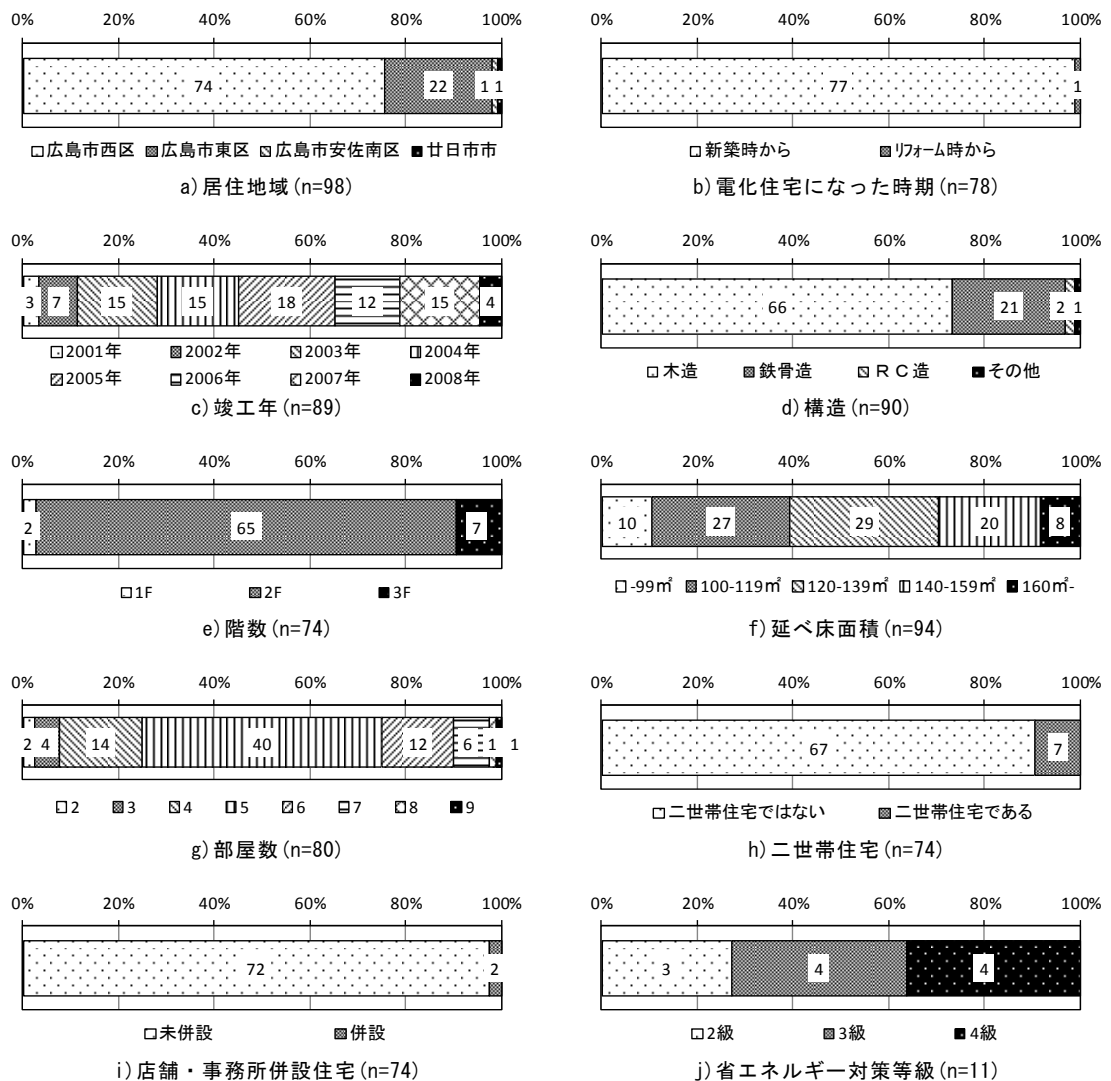 0% 20% 40% 60% 80% 100%
74 22 1 1
□広島市西区 ▩広島市東区 ▧広島市安佐南区 ■廿日市市
a)居住地域(n=98)
0% 20% 40% 60% 80% 100%
77 1
□新築時から ▩リフォーム時から
b)電化住宅になった時期(n=78)
0% 20% 40% 60% 80% 100%
3 7 15 15 18 12 15 4
□2001年 ▩2002年 ▧2003年 ▥2004年
▨2005年 ▤2006年 ▧2007年 ■2008年
c)竣工年(n=89)
0% 20% 40% 60% 80% 100%
66 21 2 1
□木造 ▩鉄骨造 ▧ＲＣ造 ■その他
d)構造(n=90)
0% 20% 40% 60% 80% 100%
2 65 7
□1F ▩2F ■3F
e)階数(n=74)
0% 20% 40% 60% 80% 100%
10 27 29 20 8
□-99㎡ ▩100-119㎡ ▧120-139㎡ ▥140-159㎡ ■160㎡-
f)延べ床面積(n=94)
0% 20% 40% 60% 80% 100%
2 4 14 40 12 6 1 1
□2 ▩3 ▧4 ▥5 ▨6 ▤7 ▧8 ■9
g)部屋数(n=80)
0% 20% 40% 60% 80% 100%
67 7
□二世帯住宅ではない ▩二世帯住宅である
h)二世帯住宅(n=74)
0% 20% 40% 60% 80% 100%
72 2
□未併設 ▩併設
i)店舗・事務所併設住宅(n=74)
0% 20% 40% 60% 80% 100%
3 4 4
□2級 ▩3級 ■4級
j)省エネルギー対策等級(n=11)